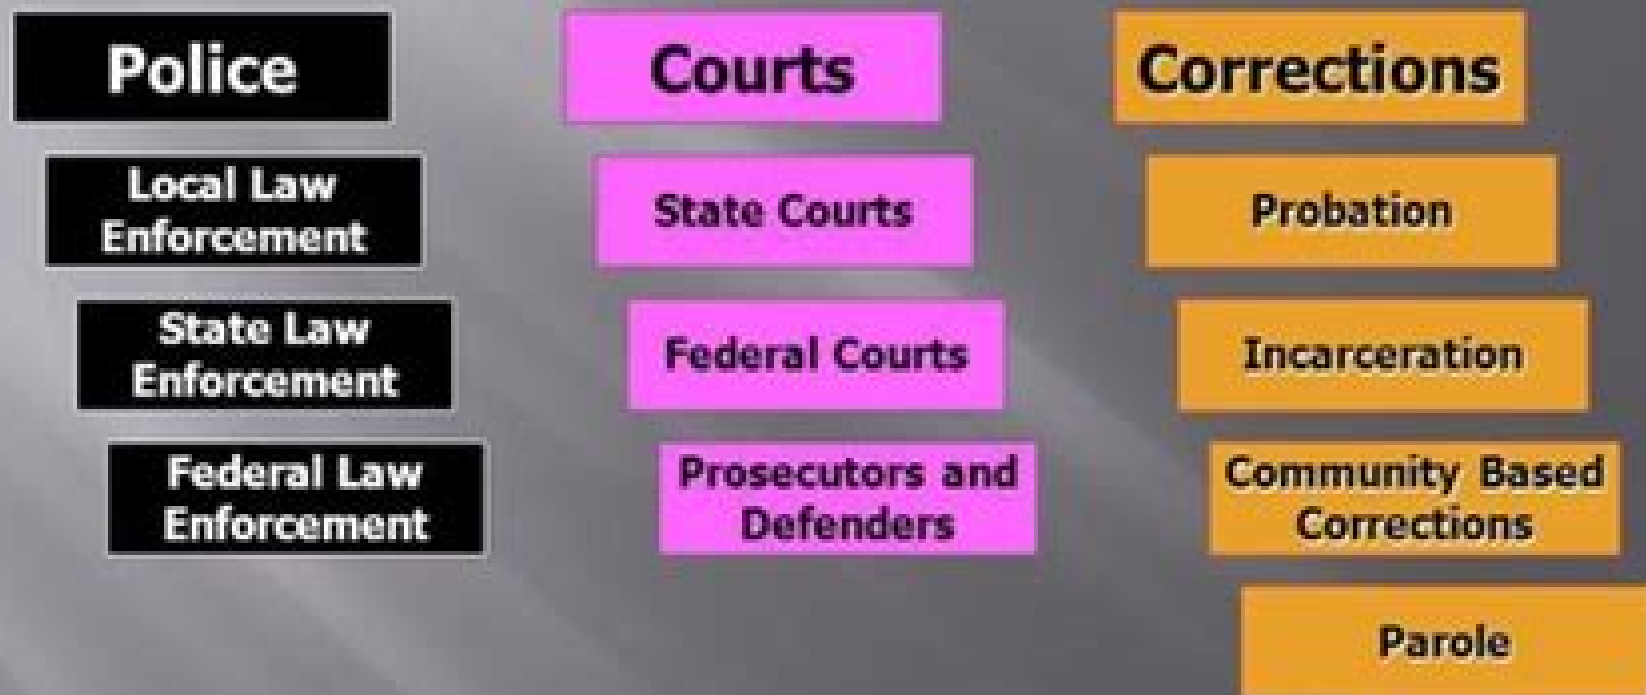 Police
Local Law
Enforcement
State Law
Enforcement
Federal Law
Enforcement
Courts
State Courts
Federal Courts
Prosecutors and
Defenders
Corrections
Probation
Incarceration
Community Based
Corrections
Parole